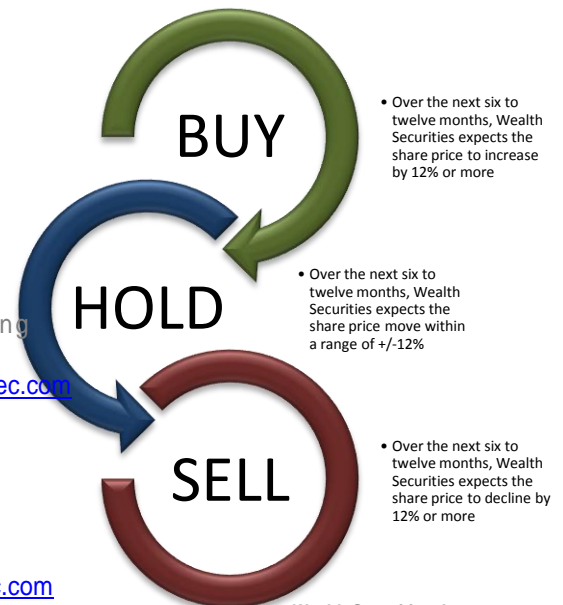 BUY
• Over the next six to
twelve months, Wealth
Securities expects the
share price to increase
by 12% or more
HOLD
• Over the next six to
twelve months, Wealth
Securities expects the
share price move within
a range of +/-12%
ng
ec.com
SELL
• Over the next six to
twelve months, Wealth
Securities expects the
share price to decline by
12% or more
c.com